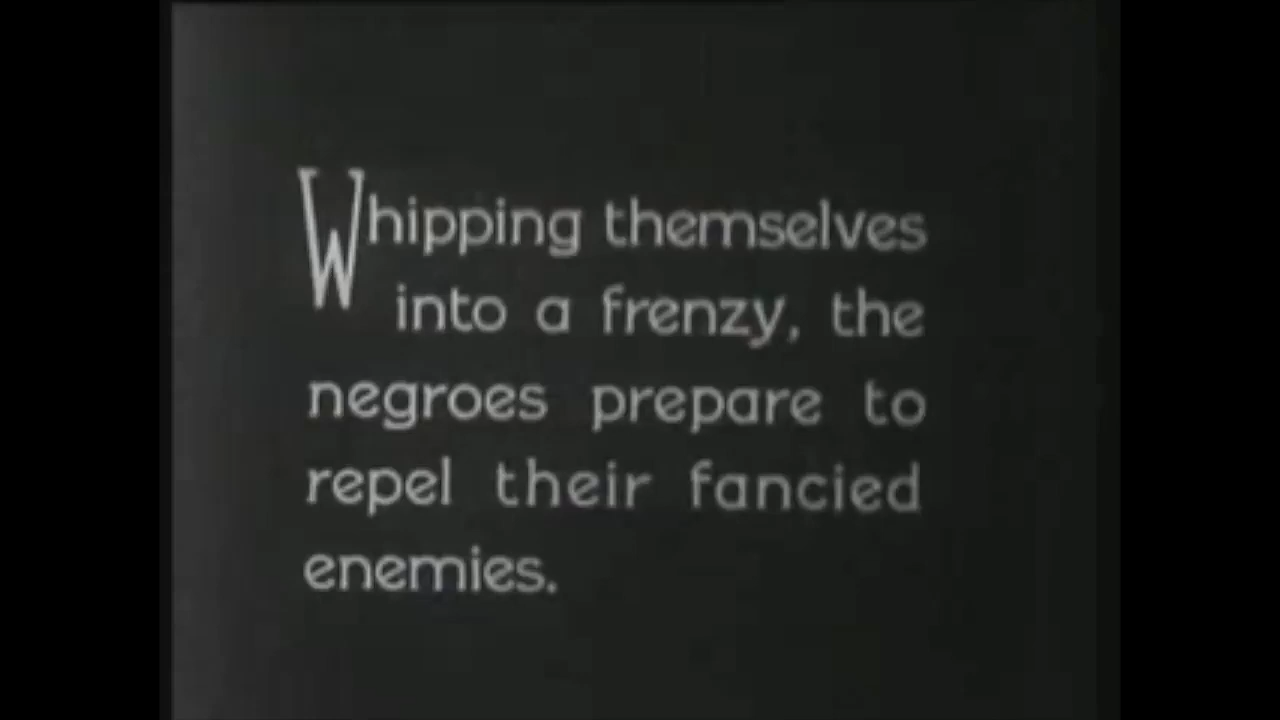 Whipping themselves
into a frenzy, the
negroes prepare to
repel their fancied
enemies.